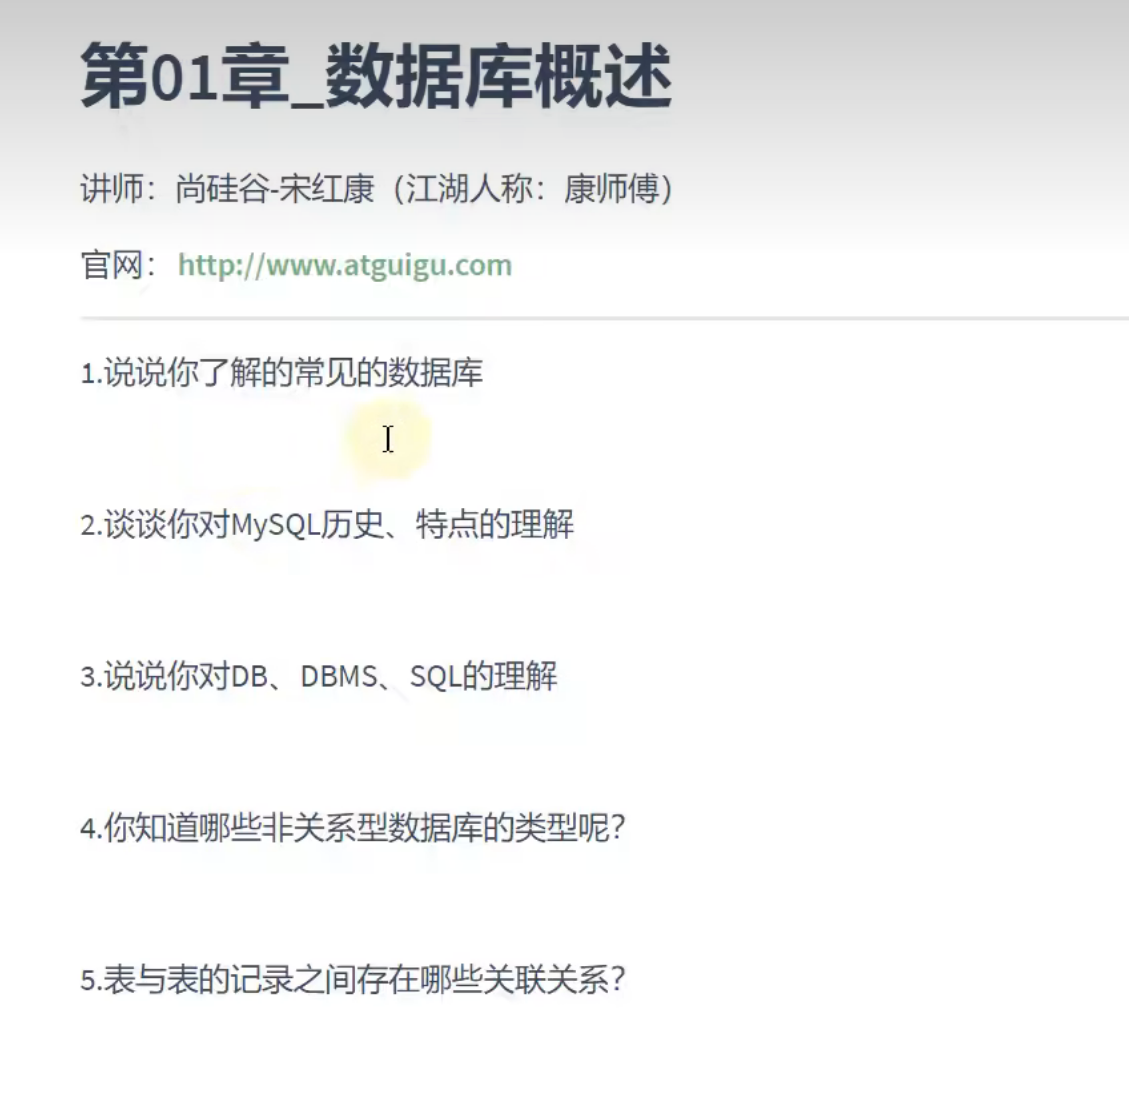 第01章_数据库概述
讲师：尚硅谷-宋红康（江湖人称：康师傅）
官网：http://www.atguigu.com
1.说说你了解的常见的数据库
2.谈谈你对MySQL历史、特点的理解
3.说说你对DB、DBMS、SQL的理解
4.你知道哪些非关系型数据库的类型呢？
5.表与表的记录之间存在哪些关联关系？